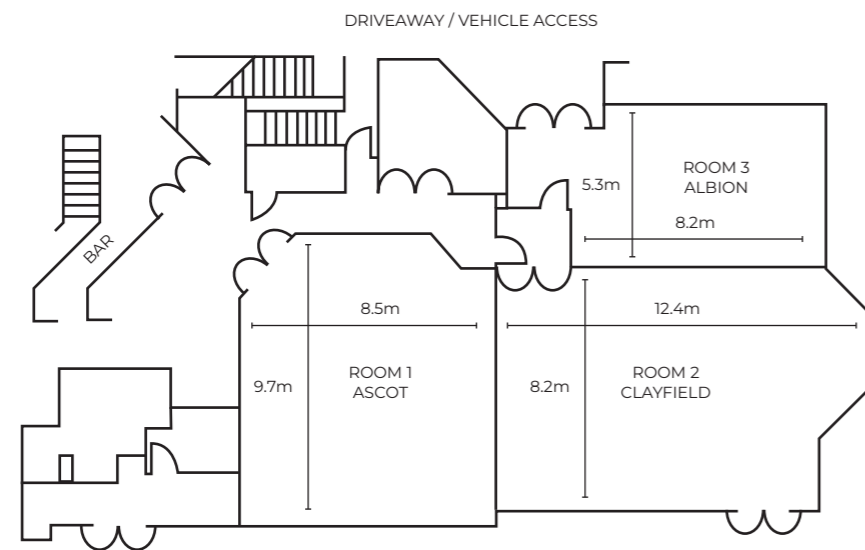 DRIVEAWAY / VEHICLE ACCESS
ROOM 3
ALBION
5.3m
8.2m
BAR
8.5m
12.4m
9.7m
ROOM 1
ASCOT
8.2m
ROOM 2
CLAYFIELD